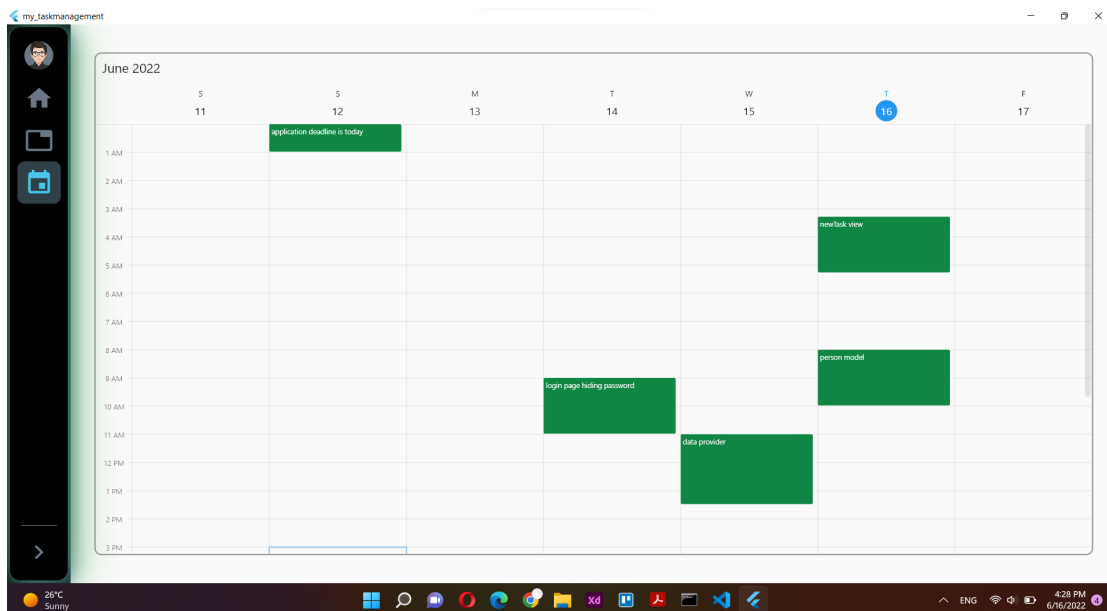 my_taskmanagement
June 2022
S S M T W T F
11 12 13 14 15 16 17
application deadline is today
1 AM
2 AM
3 AM
newTask view
4 AM
5 AM
6 AM
7 AM
8 AM
person model
9 AM
login page hiding password
10 AM
11 AM
data provider
12 PM
1 PM
2 PM
3 PM
26°C
Sunny
Xd
ENG
4:28 PM
6/16/2022
4